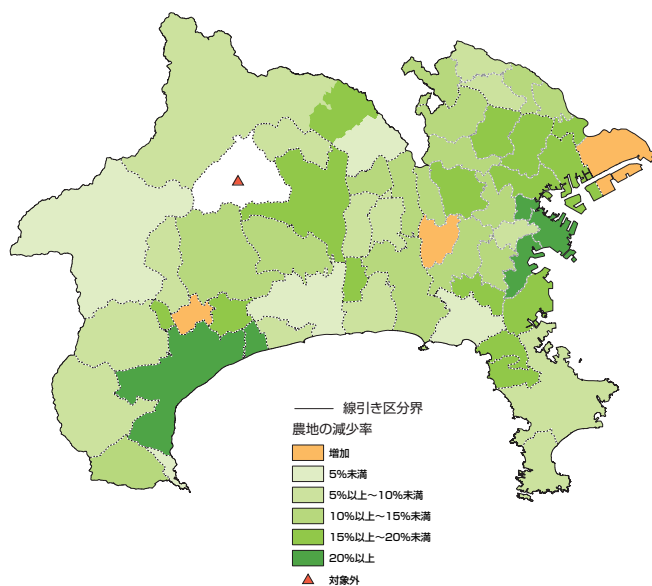 線引き区分界
農地の減少率
増加
5%未満
5%以上～10%未満
10%以上～15%未満
15%以上～20%未満
20%以上
対象外